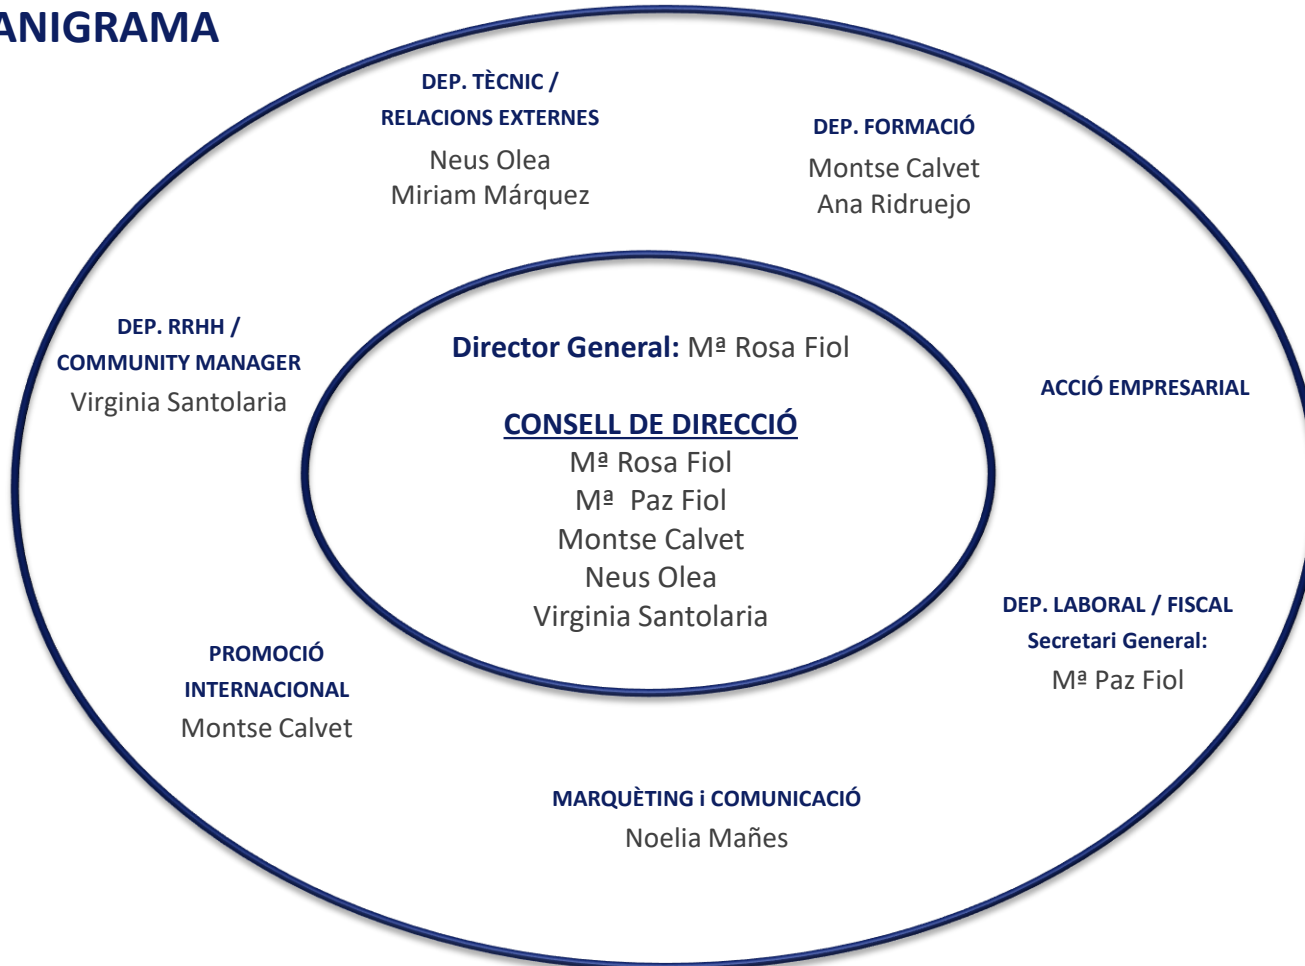 ANIGRAMA
DEP. TÈCNIC /
RELACIONS EXTERNES
Neus Olea
Miriam Márquez
DEP. FORMACIÓ
Montse Calvet
Ana Ridruejo
DEP. RRHH /
COMMUNITY MANAGER
Virginia Santolaria
Director General: Mª Rosa Fiol
CONSELL DE DIRECCIÓ
Mª Rosa Fiol
Mª Paz Fiol
Montse Calvet
Neus Olea
Virginia Santolaria
ACCIÓ EMPRESARIAL
DEP. LABORAL / FISCAL
Secretari General:
Mª Paz Fiol
PROMOCIÓ
INTERNACIONAL
Montse Calvet
MARQUÈTING i COMUNICACIÓ
Noelia Mañes